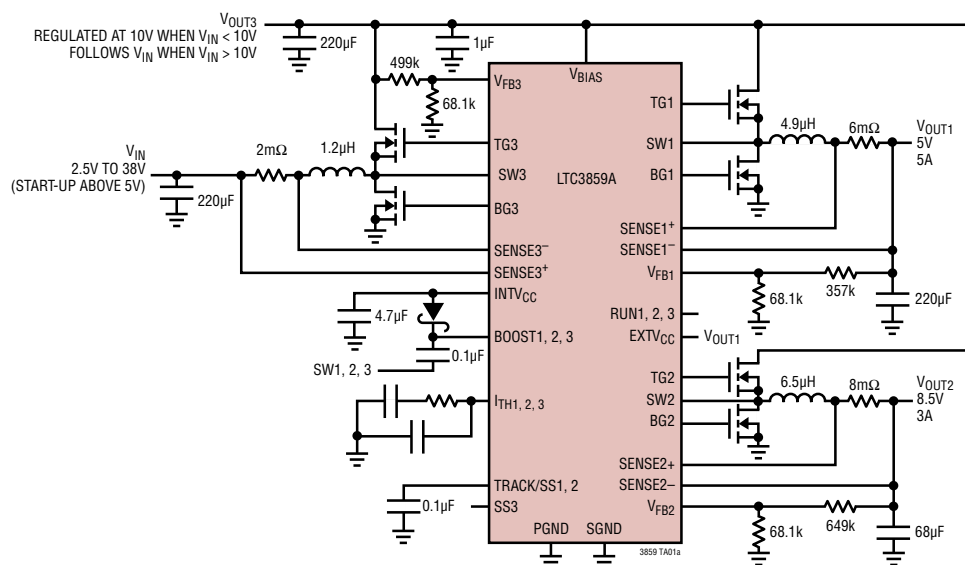 VOUT3
REGULATED AT 10V WHEN VIN < 10V
FOLLOWS VIN WHEN VIN > 10V
220µF
1µF
499k
68.1k
VFB3
VBIAS
TG1
4.9µH
6mΩ
VOUT1
5V
5A
VIN
2.5V TO 38V
(START-UP ABOVE 5V)
2mΩ
1.2µH
TG3
SW1
SW3
LTC3859A
BG1
220µF
BG3
SENSE1+
SENSE3–
SENSE1–
SENSE3+
VFB1
357k
INTVCC
68.1k
220µF
4.7µF
RUN1, 2, 3
BOOST1, 2, 3
EXTVCC
VOUT1
0.1µF
SW1, 2, 3
TG2
6.5µH
8mΩ
VOUT2
8.5V
3A
ITH1, 2, 3
SW2
BG2
SENSE2+
TRACK/SS1, 2
SENSE2–
0.1µF
SS3
VFB2
649k
68.1k
68µF
PGND
SGND
3859 TA01a